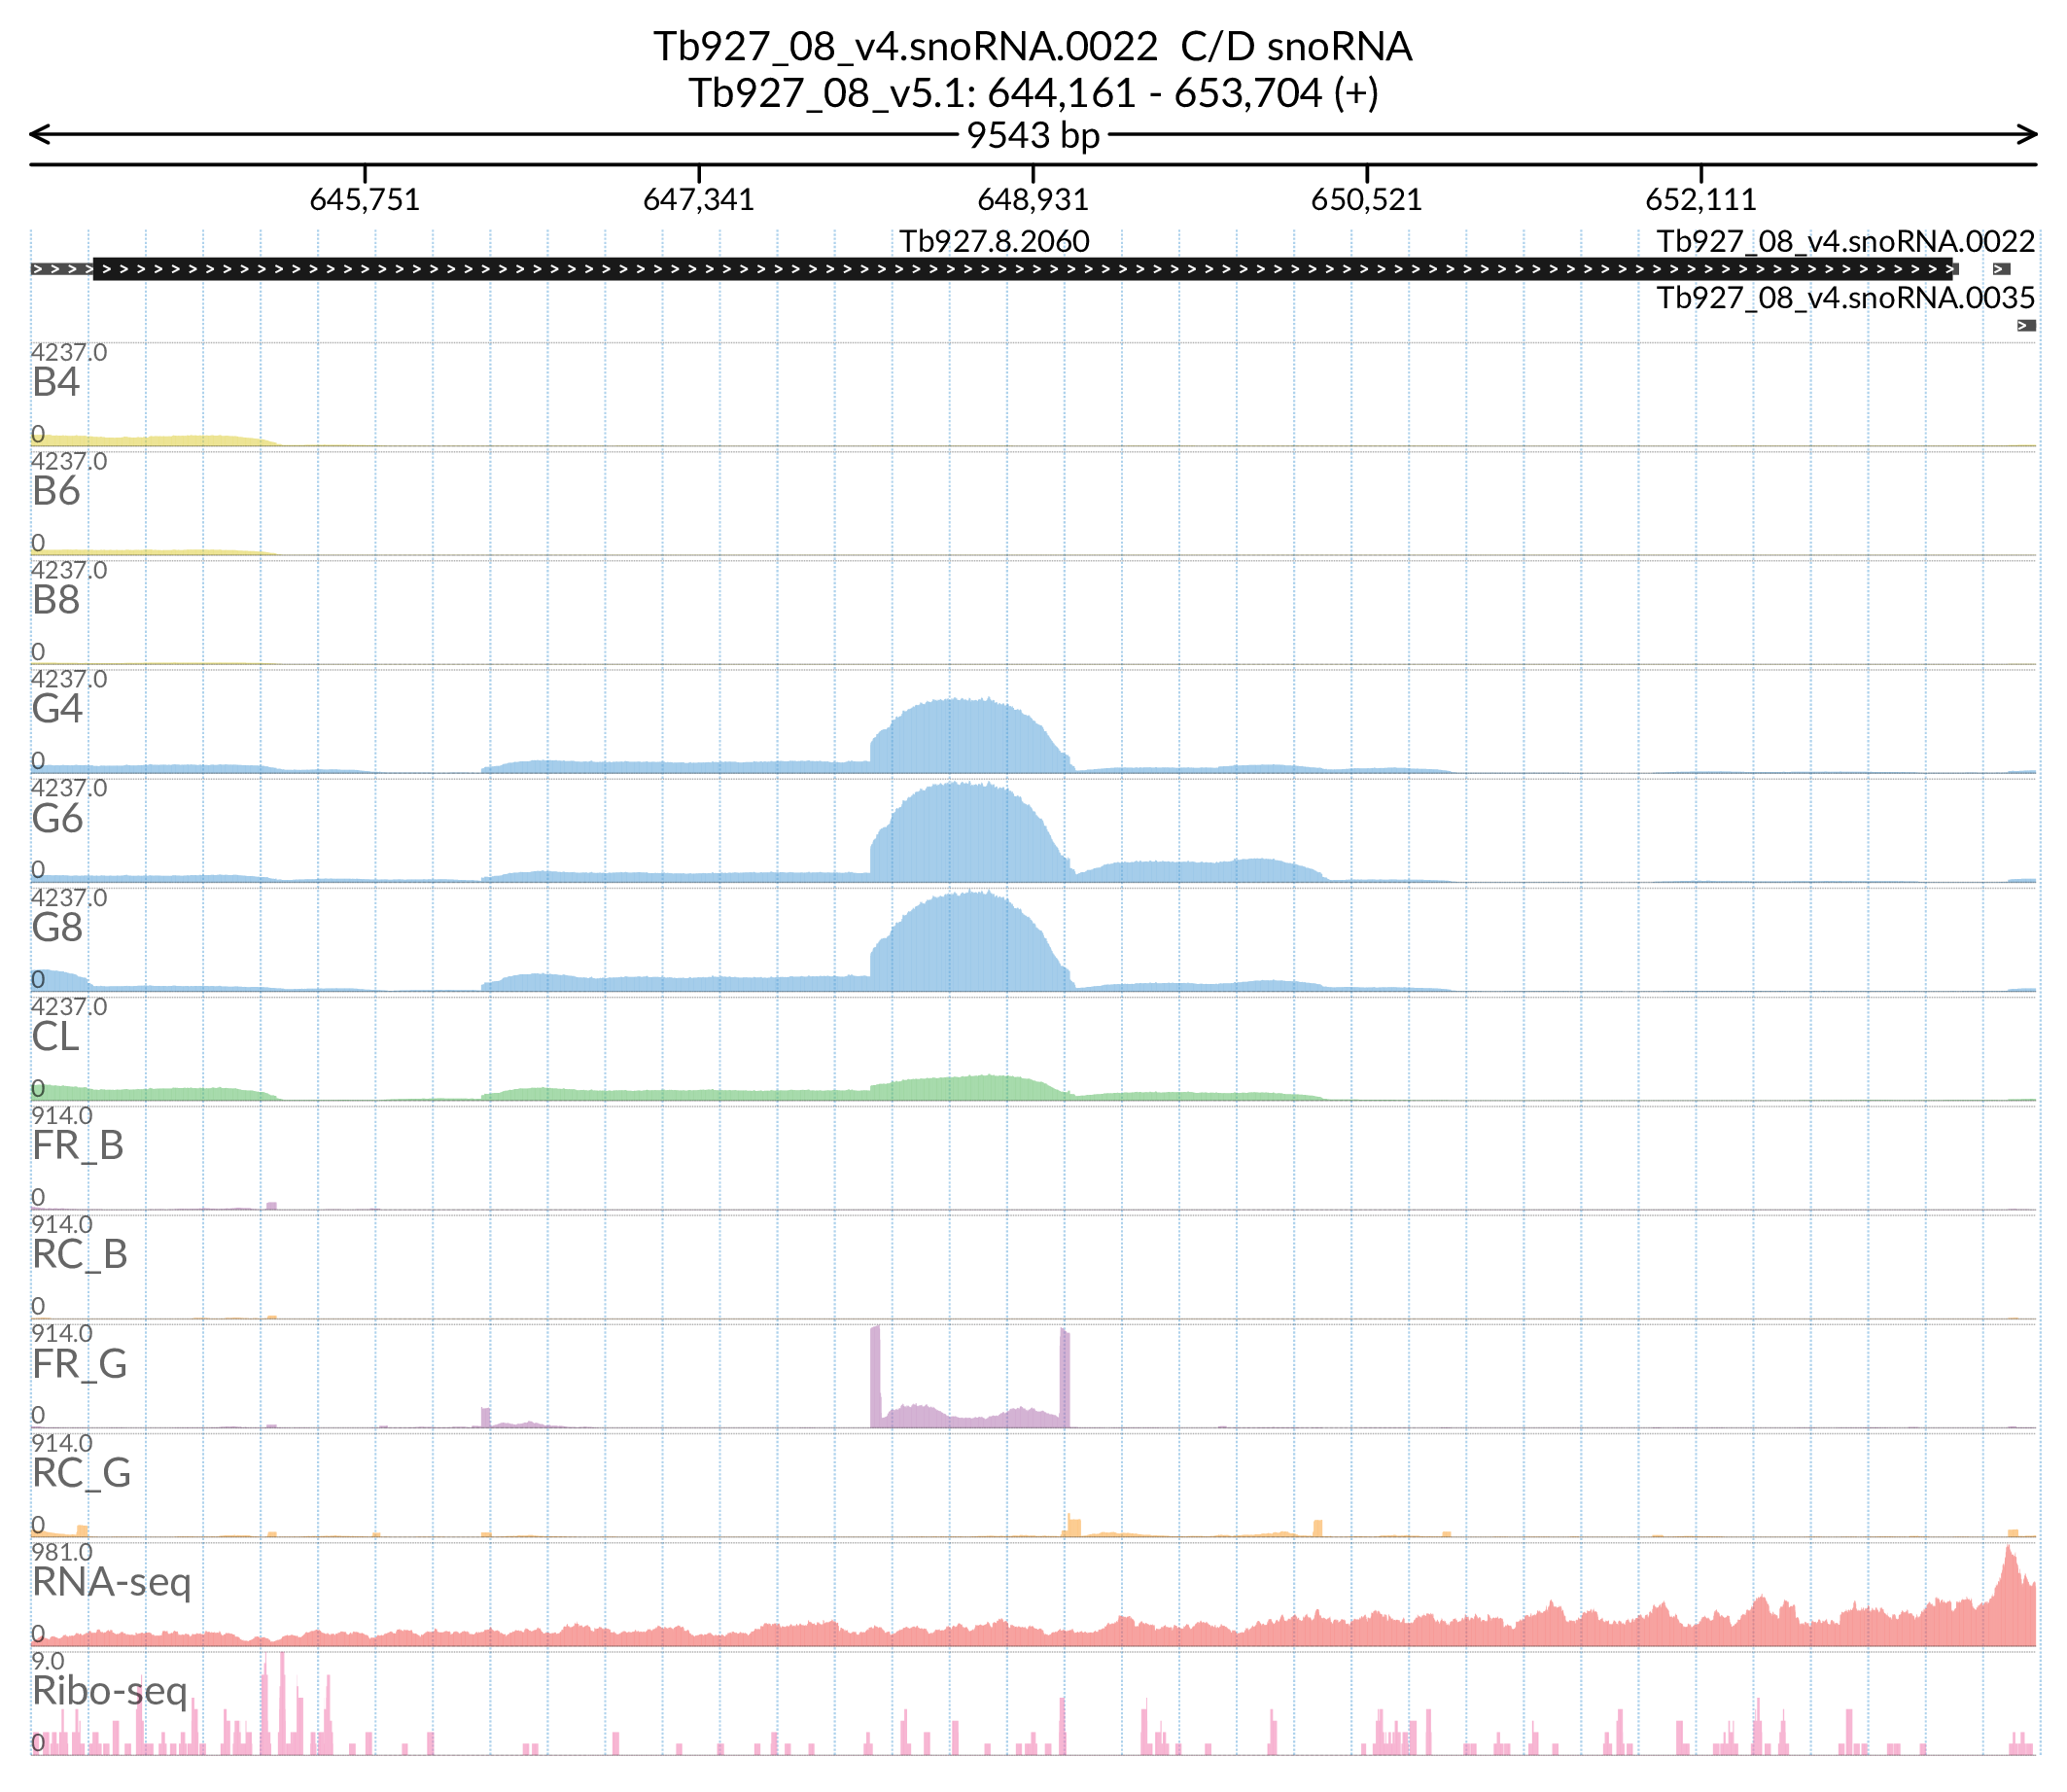 Tb927_08_v4.snoRNA.0022  C/D snoRNA
Tb927_08_v5.1: 644,161 - 653,704 (+)
9543 bp
645,751 647,341 648,931 650,521 652,111
Tb927.8.2060 Tb927_08_v4.snoRNA.0022
Tb927_08_v4.snoRNA.0035
4237.0
B4
0
4237.0
B6
0
4237.0
B8
0
4237.0
G4
0
4237.0
G6
0
4237.0
G8
0
4237.0
CL
0
914.0
FR_B
0
914.0
RC_B
0
914.0
FR_G
0
914.0
RC_G
0
981.0
RNA-seq
0
9.0
Ribo-seq
0